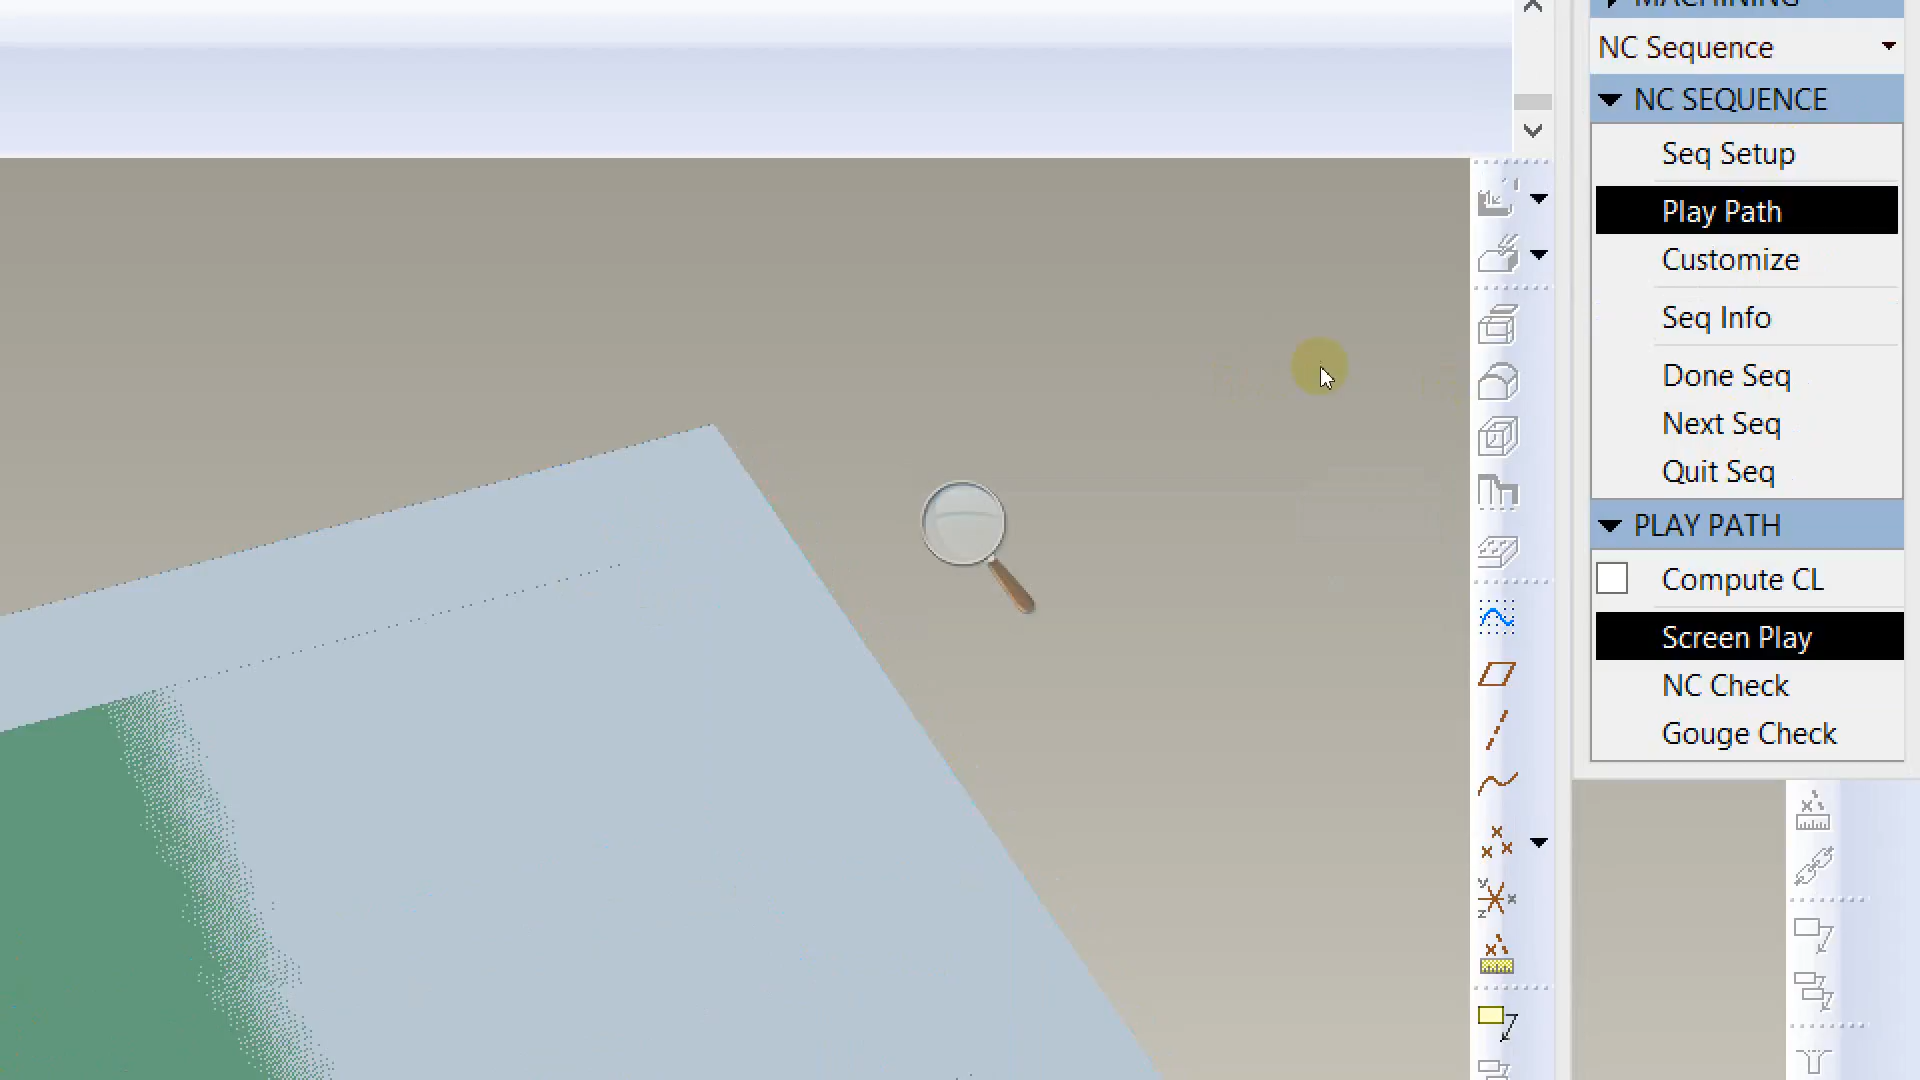 MACHINING
NC Sequence
NC SEQUENCE
Seq Setup
Play Path
Customize
Seq Info
Done Seq
Next Seq
Quit Seq
PLAY PATH
Compute CL
Screen Play
NC Check
Gouge Check